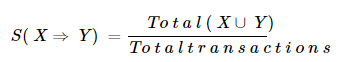 S( X ⇒ Y) = Total( X ∪ Y) / Totaltransactions